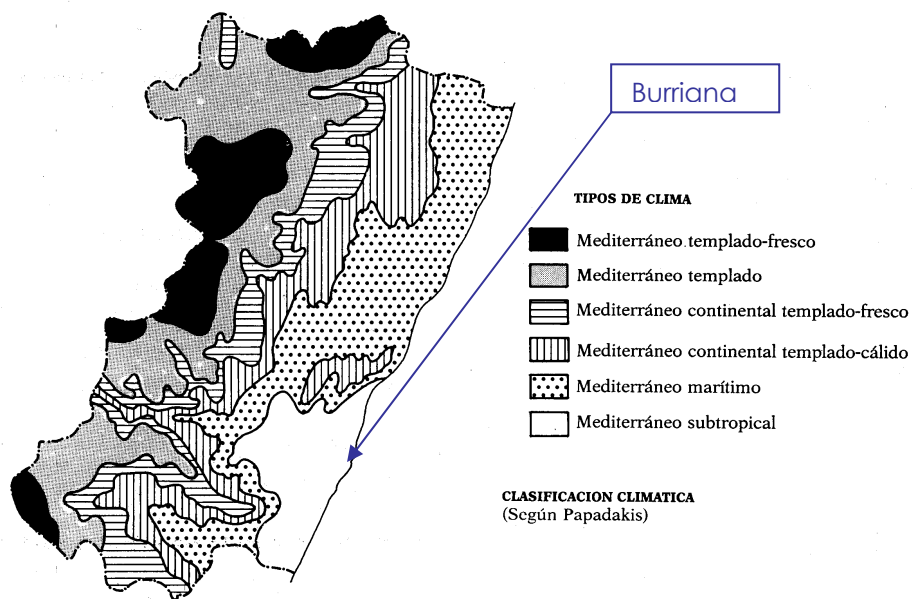 Burriana
TIPOS DE CLIMA
Mediterráneo templado-fresco
Mediterráneo templado
Mediterráneo continental templado-fresco
Mediterráneo continental templado-cálido
Mediterráneo marítimo
Mediterráneo subtropical
CLASIFICACION CLIMATICA
(Según Papadakis)